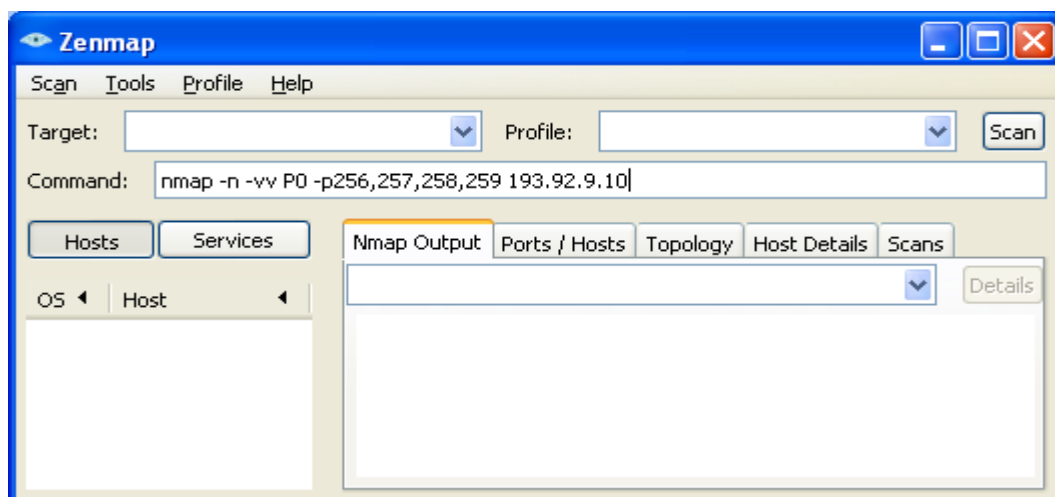 Zenmap
Scan Tools Profile Help
Target: Profile: Scan
Command: nmap -n -vv P0 -p256,257,258,259 193.92.9.10
Hosts Services Nmap Output Ports / Hosts Topology Host Details Scans
OS Host Details